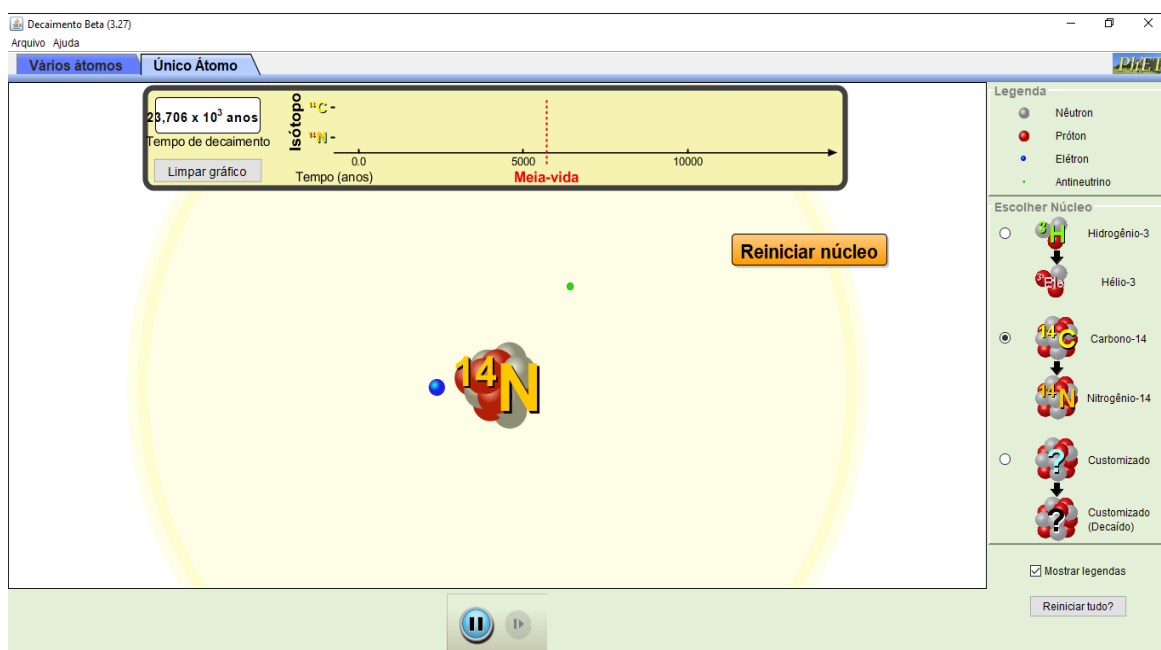 Decaimento Beta (3.27)
Arquivo Ajuda
Vários átomos Único Átomo
PhET
23,706 x 10³ anos
Tempo de decaimento
Limpar gráfico
Isótopo
¹⁴C
¹⁴N
0.0 5000 10000
Tempo (anos) Meia-vida
Reiniciar núcleo
¹⁴N
Legenda
Nêutron
Próton
Elétron
Antineutrino
Escolher Núcleo
³H Hidrogênio-3
³He Hélio-3
¹⁴C Carbono-14
¹⁴N Nitrogênio-14
? Customizado
? Customizado
(Decaído)
Mostrar legendas
Reiniciar tudo?